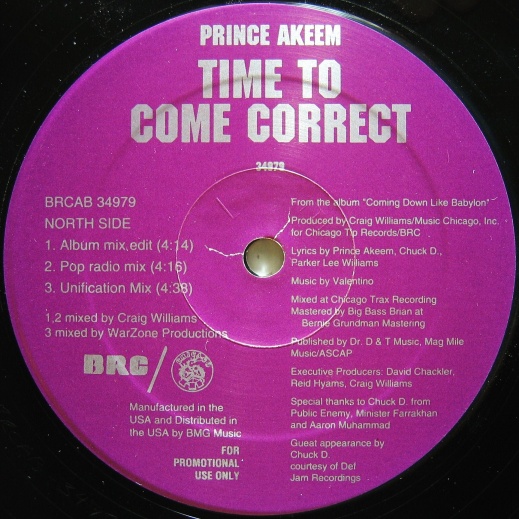 PRINCE AKEEM
TIME TO
COME CORRECT
34979
BRCAB 34979
NORTH SIDE
1. Album mix,edit (4:14)
2. Pop radio mix (4:16)
3. Unification Mix (4:38)
1,2 mixed by Craig Williams
3 mixed by WarZone Productions
BRC
Manufactured in the
USA and Distributed in
the USA by BMG Music
FOR
PROMOTIONAL
USE ONLY
From the album "Coming Down Like Babylon"
Produced by Craig Williams/Music Chicago, Inc.
for Chicago Tip Records/BRC
Lyrics by Prince Akeem, Chuck D.,
Parker Lee Williams
Music by Valentino
Mixed at Chicago Trax Recording
Mastered by Big Bass Brian at
Bernie Grundman Mastering
Published by Dr. D & T Music, Mag Mile
Music/ASCAP
Executive Producers: David Chackler,
Reid Hyams, Craig Williams
Special thanks to Chuck D. from
Public Enemy, Minister Farrakhan
and Aaron Muhammad
Gueat appearance by
Chuck D.
courtesy of Def
Jam Recordings